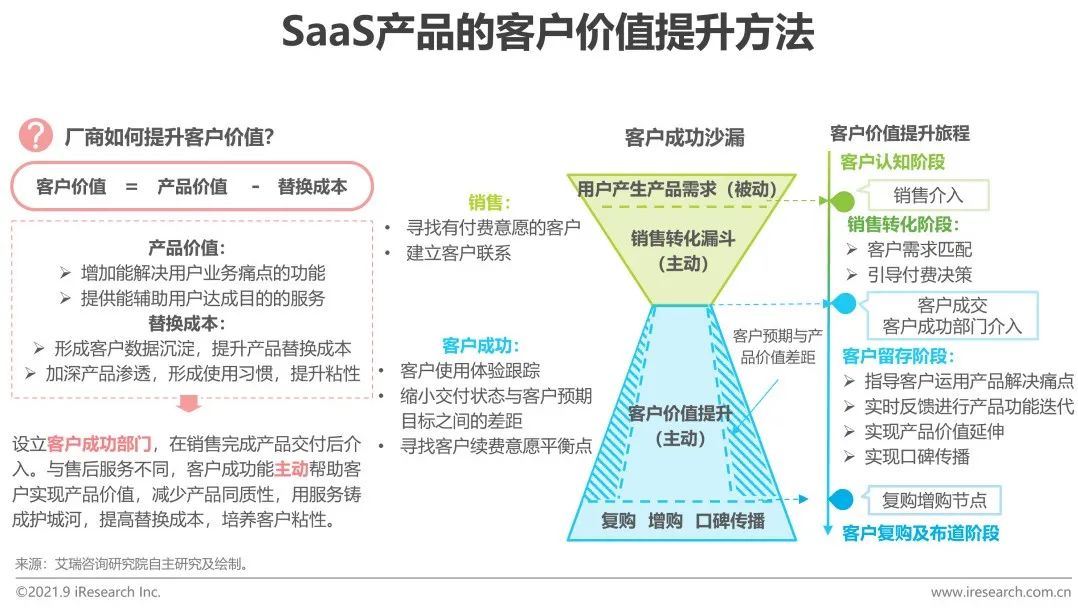 SaaS产品的客户价值提升方法
?
厂商如何提升客户价值?
客户价值 = 产品价值 - 替换成本
产品价值:
➢ 增加能解决用户业务痛点的功能
➢ 提供能辅助用户达成目的的服务
替换成本:
➢ 形成客户数据沉淀,提升产品替换成本
➢ 加深产品渗透,形成使用习惯,提升粘性
设立客户成功部门,在销售完成产品交付后介
入。与售后服务不同,客户成功能主动帮助客
户实现产品价值,减少产品同质性,用服务铸
成护城河,提高替换成本,培养客户粘性。
销售:
• 寻找有付费意愿的客户
• 建立客户联系
客户成功:
• 客户使用体验跟踪
• 缩小交付状态与客户预期
目标之间的差距
• 寻找客户续费意愿平衡点
客户成功沙漏
用户产生产品需求(被动)
销售转化漏斗
(主动)
客户预期与产
品价值差距
客户价值提升
(主动)
复购 增购 口碑传播
客户价值提升旅程
客户认知阶段
销售介入
销售转化阶段:
➢ 客户需求匹配
➢ 引导付费决策
客户成交
客户成功部门介入
客户留存阶段:
➢ 指导客户运用产品解决痛点
➢ 实时反馈进行产品功能迭代
➢ 实现产品价值延伸
➢ 实现口碑传播
复购增购节点
客户复购及布道阶段
来源:艾瑞咨询研究院自主研究及绘制。
©2021.9 iResearch Inc.
www.iresearch.com.cn